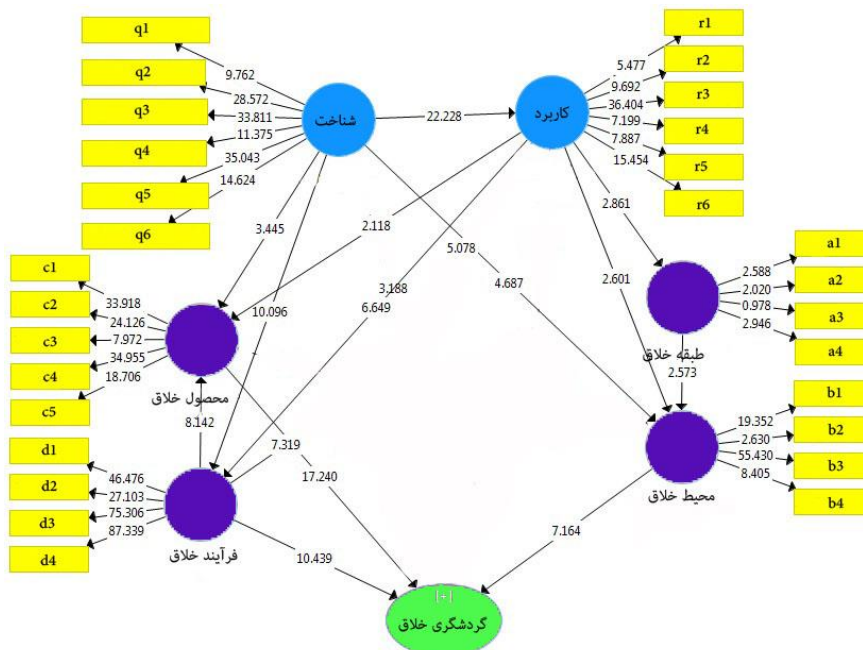 q1
q2
q3
q4
q5
q6
9.762
28.572
33.811
11.375
35.043
14.624
شناخت
22.228
کاربرد
5.477
9.692
36.404
7.199
7.887
15.454
r1
r2
r3
r4
r5
r6
3.445
2.118
5.078
4.687
2.861
2.601
3.188
6.649
10.096
c1
c2
c3
c4
c5
33.918
24.126
7.972
34.955
18.706
محصول خلاق
8.142
2.588
2.020
0.978
2.946
a1
a2
a3
a4
طبقه خلاق
2.573
d1
d2
d3
d4
46.476
27.103
75.306
87.339
فرآیند خلاق
7.319
17.240
10.439
19.352
2.630
55.430
8.405
b1
b2
b3
b4
محیط خلاق
7.164
[+]
گردشگری خلاق